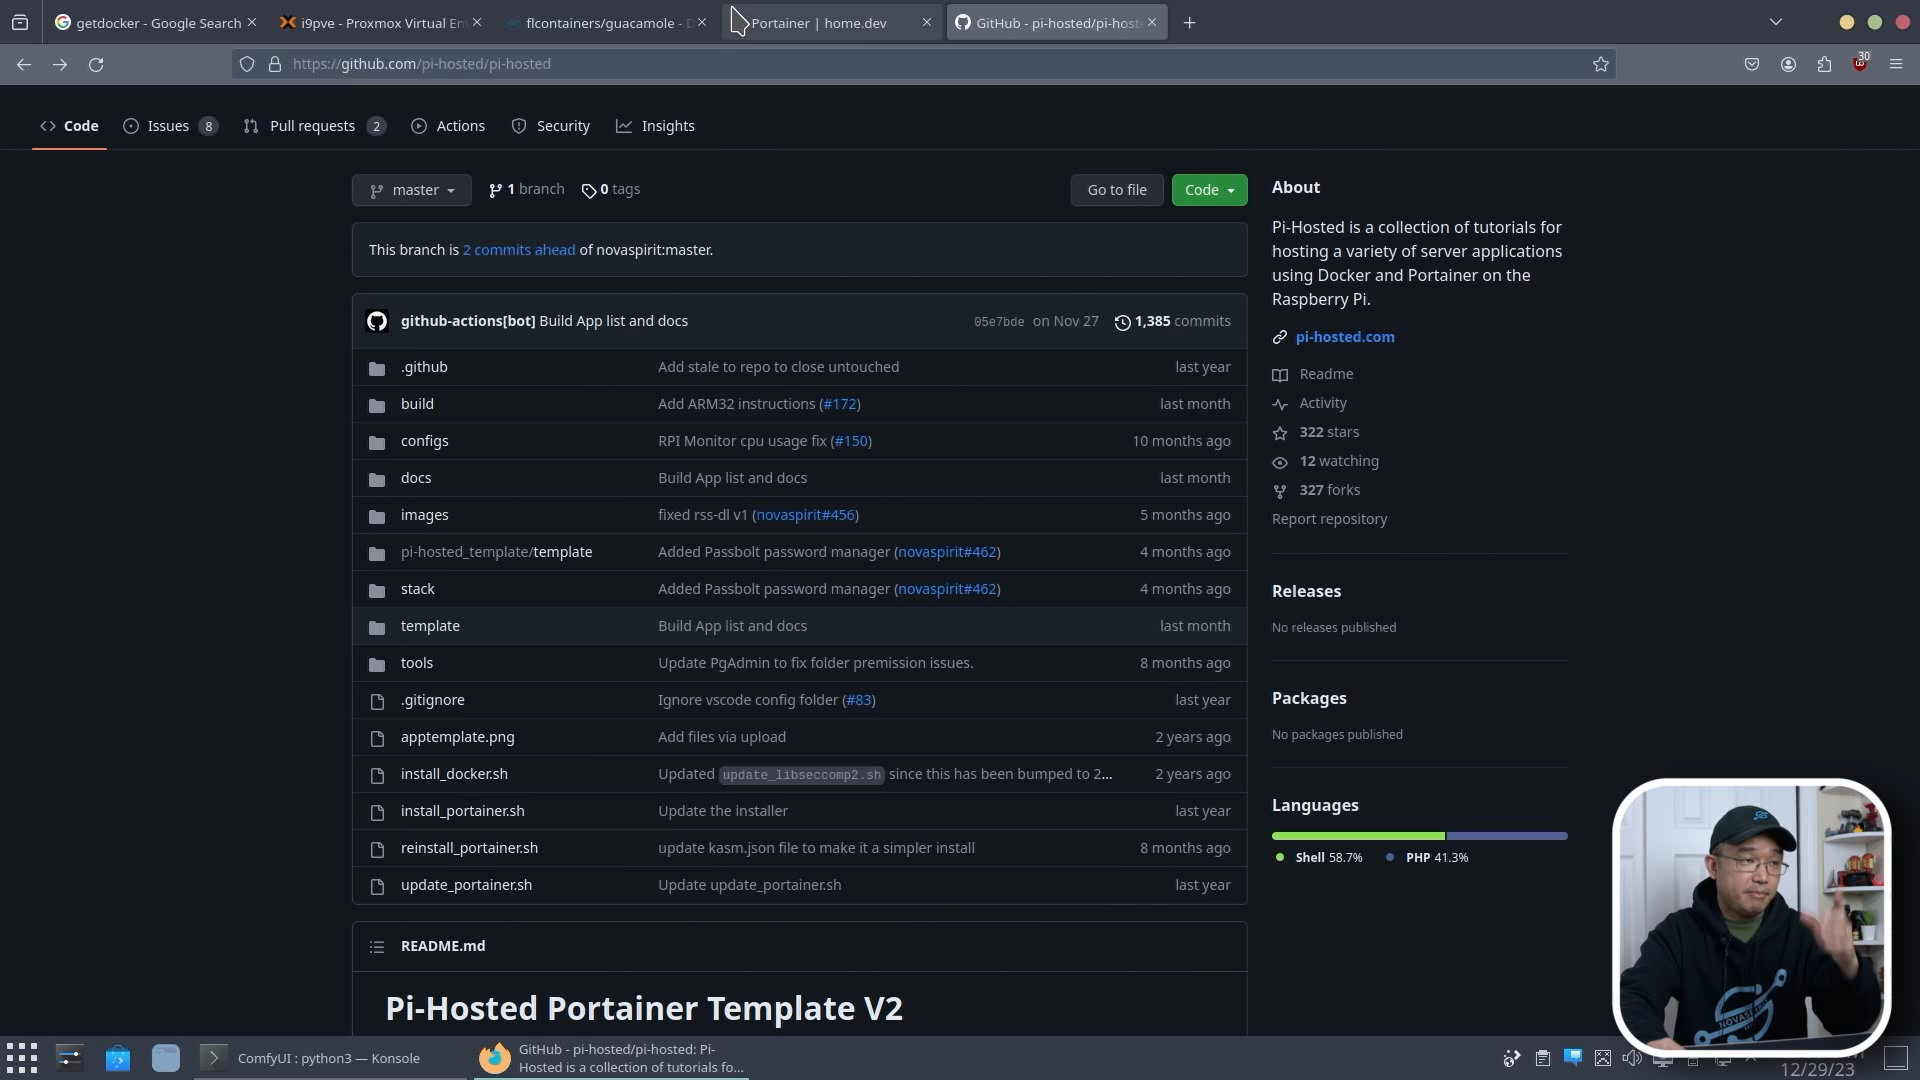 getdocker - Google Search
i9pve - Proxmox Virtual En
flcontainers/guacamole - D
Portainer | home.dev
GitHub - pi-hosted/pi-host
https://github.com/pi-hosted/pi-hosted
30
Code
Issues 8
Pull requests 2
Actions
Security
Insights
master
1 branch
0 tags
Go to file
Code
This branch is 2 commits ahead of novaspirit:master.
github-actions[bot] Build App list and docs 05e7bde on Nov 27 1,385 commits
.github Add stale to repo to close untouched last year
build Add ARM32 instructions (#172) last month
configs RPI Monitor cpu usage fix (#150) 10 months ago
docs Build App list and docs last month
images fixed rss-dl v1 (novaspirit#456) 5 months ago
pi-hosted_template/template Added Passbolt password manager (novaspirit#462) 4 months ago
stack Added Passbolt password manager (novaspirit#462) 4 months ago
template Build App list and docs last month
tools Update PgAdmin to fix folder premission issues. 8 months ago
.gitignore Ignore vscode config folder (#83) last year
apptemplate.png Add files via upload 2 years ago
install_docker.sh Updated update_libseccomp2.sh since this has been bumped to 2... 2 years ago
install_portainer.sh Update the installer last year
reinstall_portainer.sh update kasm.json file to make it a simpler install 8 months ago
update_portainer.sh Update update_portainer.sh last year
README.md
Pi-Hosted Portainer Template V2
About
Pi-Hosted is a collection of tutorials for
hosting a variety of server applications
using Docker and Portainer on the
Raspberry Pi.
pi-hosted.com
Readme
Activity
322 stars
12 watching
327 forks
Report repository
Releases
No releases published
Packages
No packages published
Languages
Shell 58.7% PHP 41.3%
ComfyUI : python3 — Konsole
GitHub - pi-hosted/pi-hosted: Pi-
Hosted is a collection of tutorials fo...
12/29/23